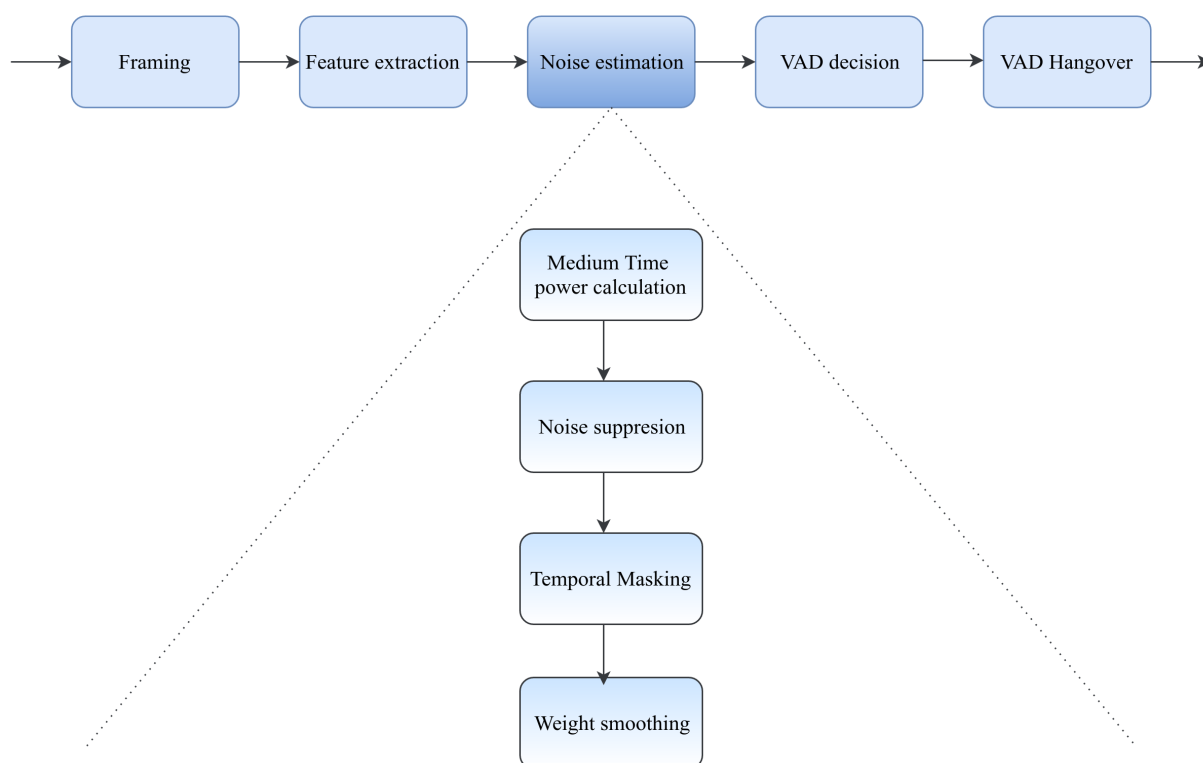 Framing
Feature extraction
Noise estimation
VAD decision
VAD Hangover
Medium Time
power calculation
Noise suppresion
Temporal Masking
Weight smoothing